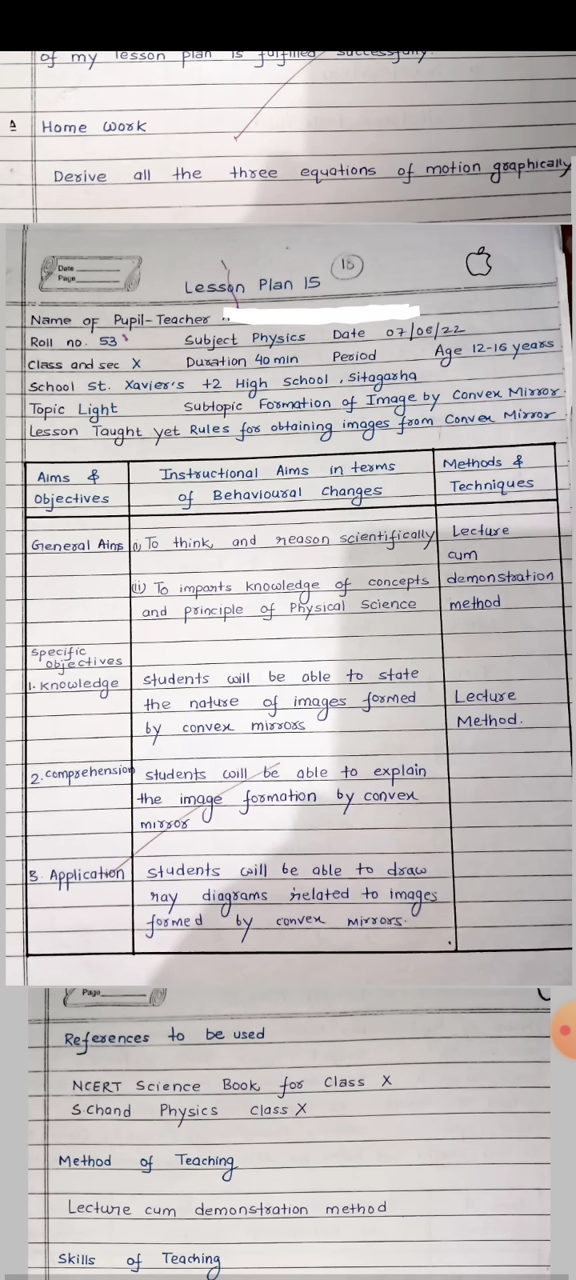 of my lesson plan is fulfilled successfully.
Home work
Derive all the three equations of motion graphically
Date
Page
15
Lesson Plan 15
Name of Pupil-Teacher
Roll no. 53 Subject Physics Date 07/06/22
Class and sec X Duration 40 min Period Age 12-16 years
School St. Xavier's +2 High School, Sitagarha
Topic Light Subtopic Formation of Image by Convex Mirror.
Lesson Taught yet Rules for obtaining images from Convex Mirror
Aims & Instructional Aims in terms Methods &
Objectives of Behavioural Changes Techniques
General Aims (i) To think and reason scientifically Lecture
cum
(ii) To imparts knowledge of concepts demonstration
and principle of Physical Science method
Specific
objectives
1. Knowledge students will be able to state
the nature of images formed Lecture
by convex mirrors Method.
2. Comprehension students will be able to explain
the image formation by convex
mirror
3. Application students will be able to draw
ray diagrams related to images
formed by convex mirrors.
Page
References to be used
NCERT Science Book for Class X
S Chand Physics Class X
Method of Teaching
Lecture cum demonstration method
Skills of Teaching